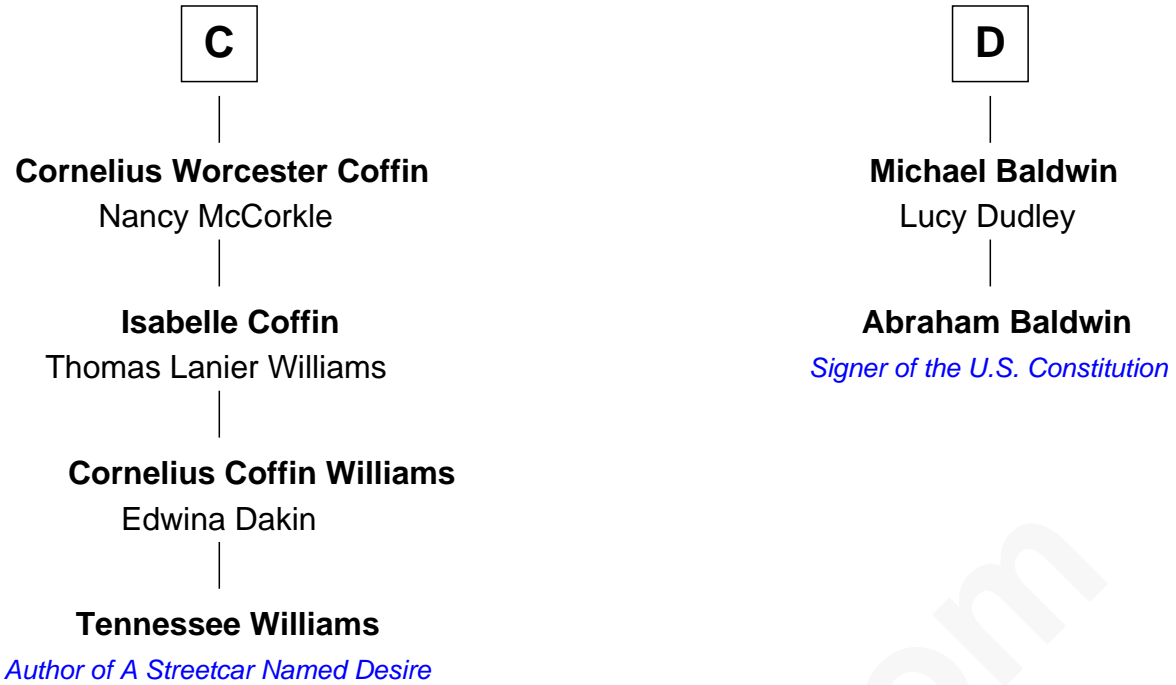 C
Cornelius Worcester Coffin
Nancy McCorkle
Isabelle Coffin
Thomas Lanier Williams
Cornelius Coffin Williams
Edwina Dakin
Tennessee Williams
Author of A Streetcar Named Desire
D
Michael Baldwin
Lucy Dudley
Abraham Baldwin
Signer of the U.S. Constitution
om